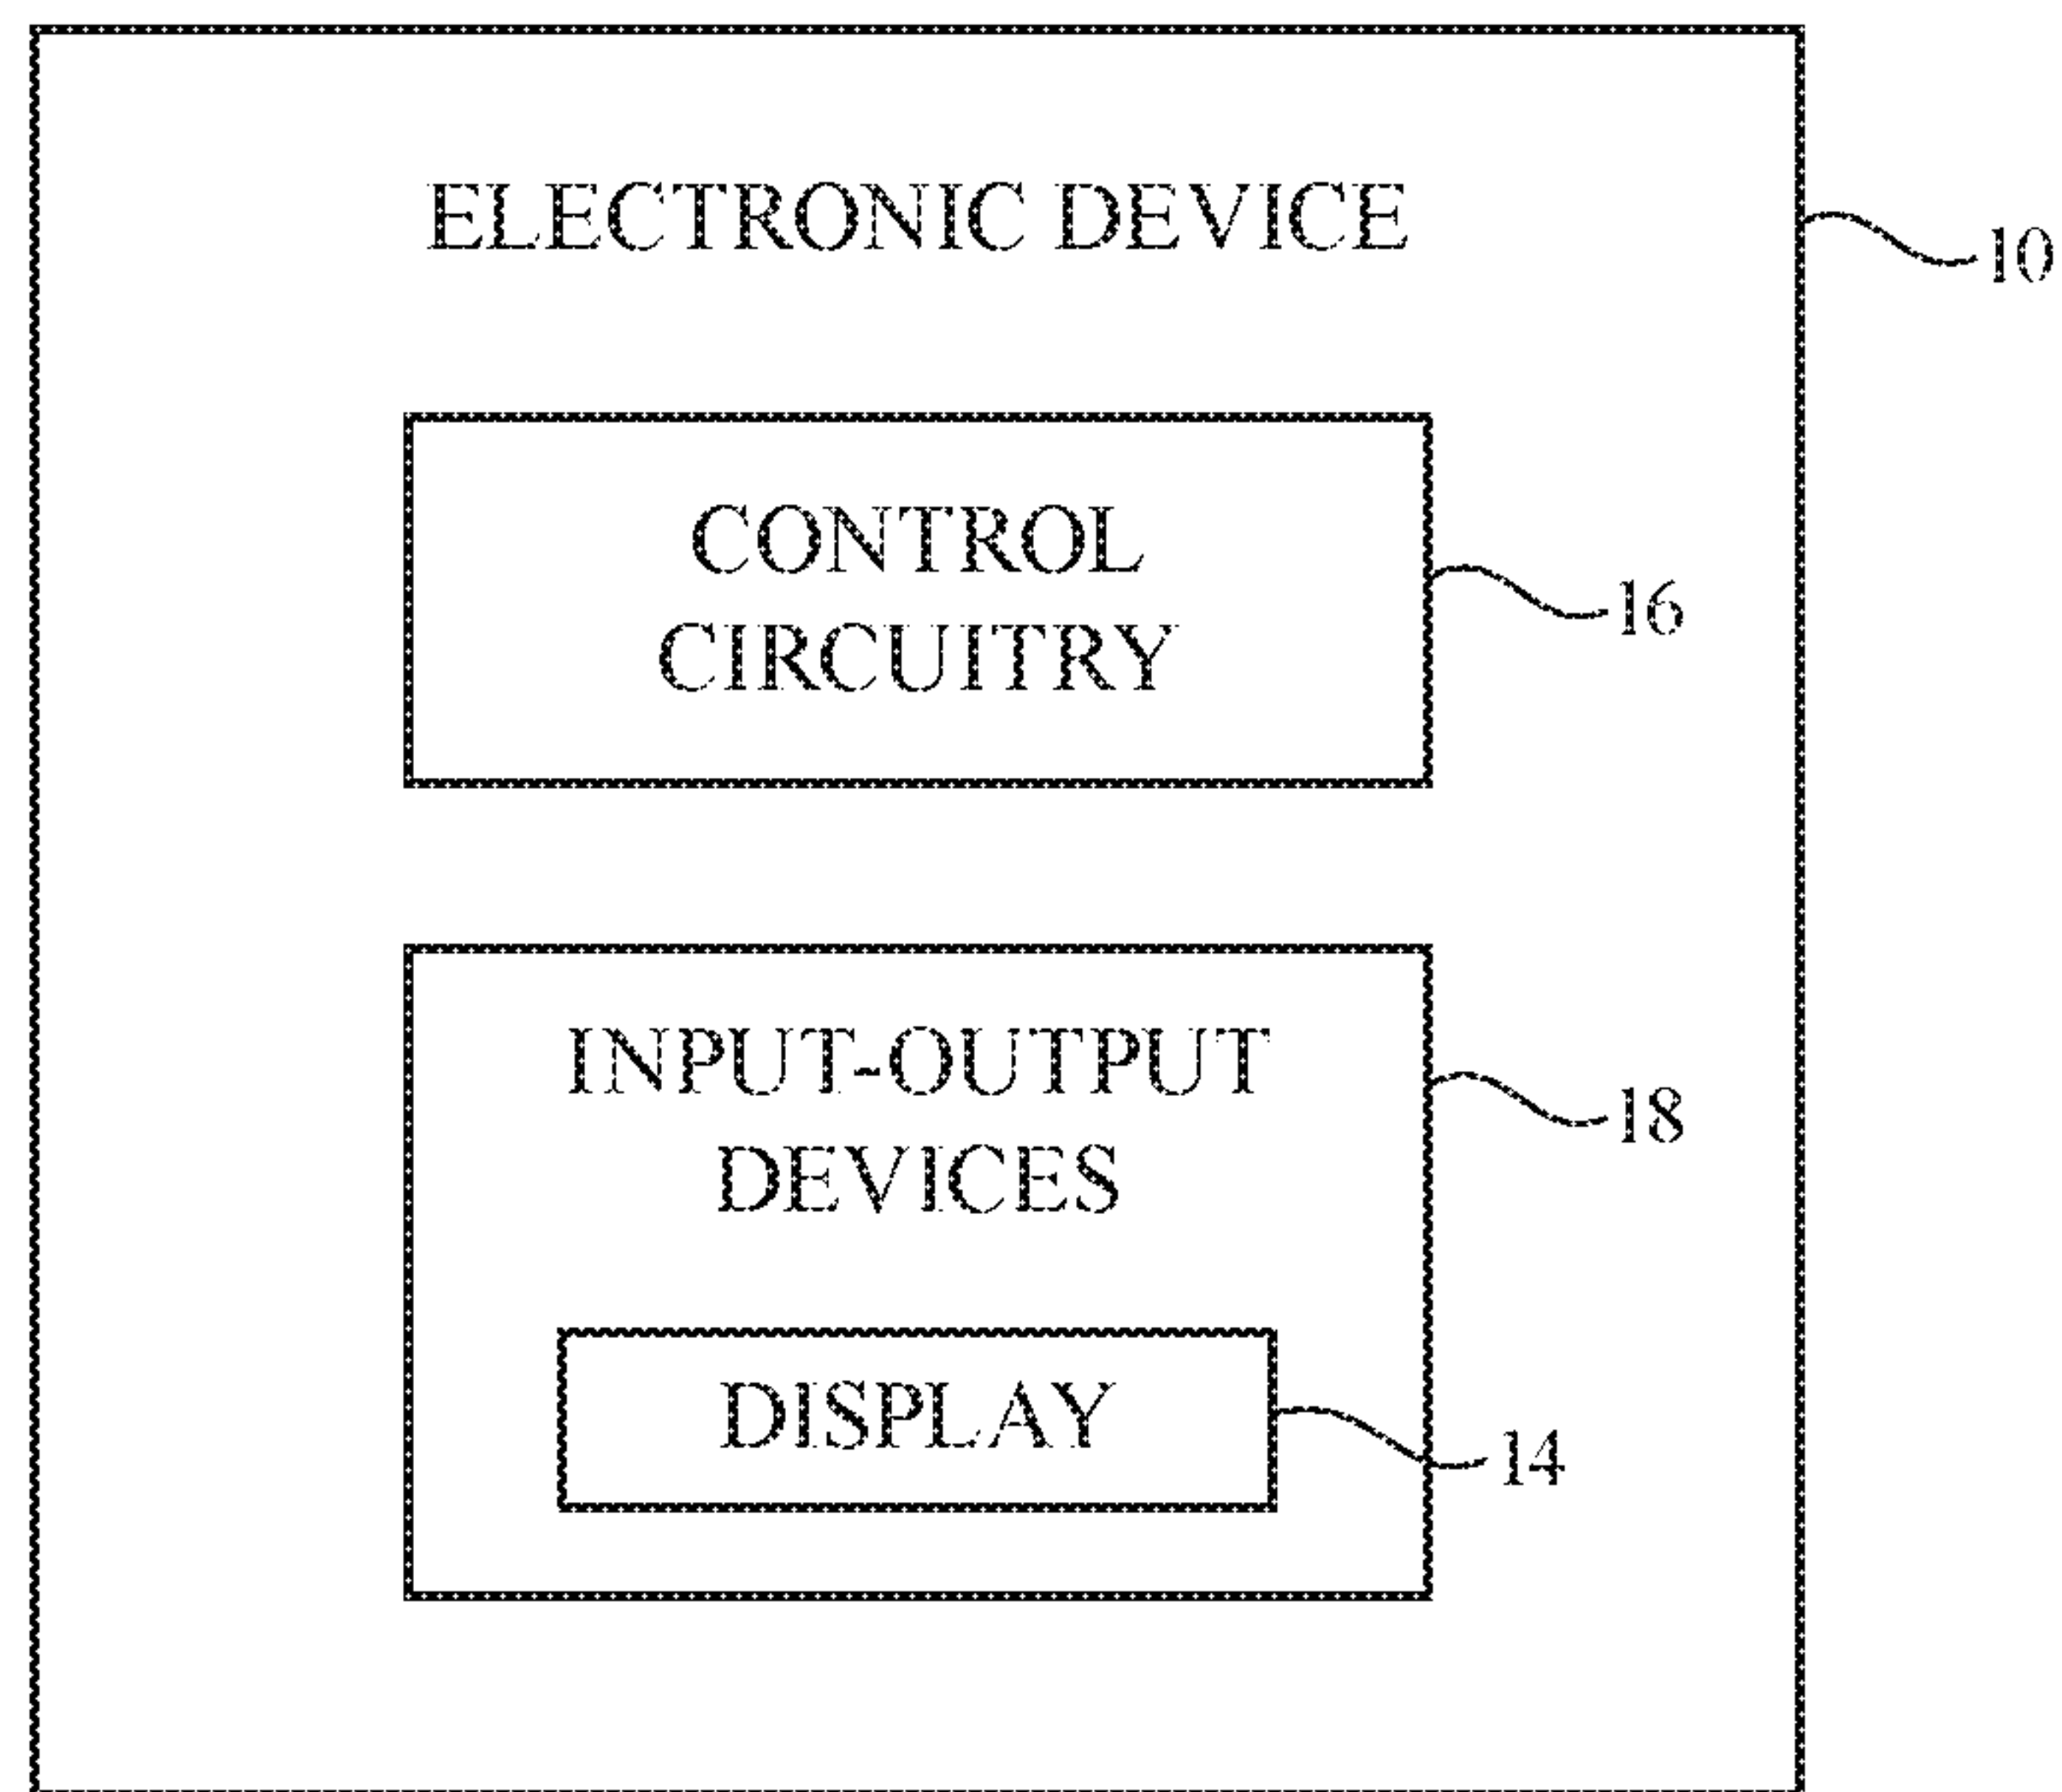 ELECTRONIC DEVICE
10
CONTROL
CIRCUITRY
16
INPUT-OUTPUT
DEVICES
18
DISPLAY
14